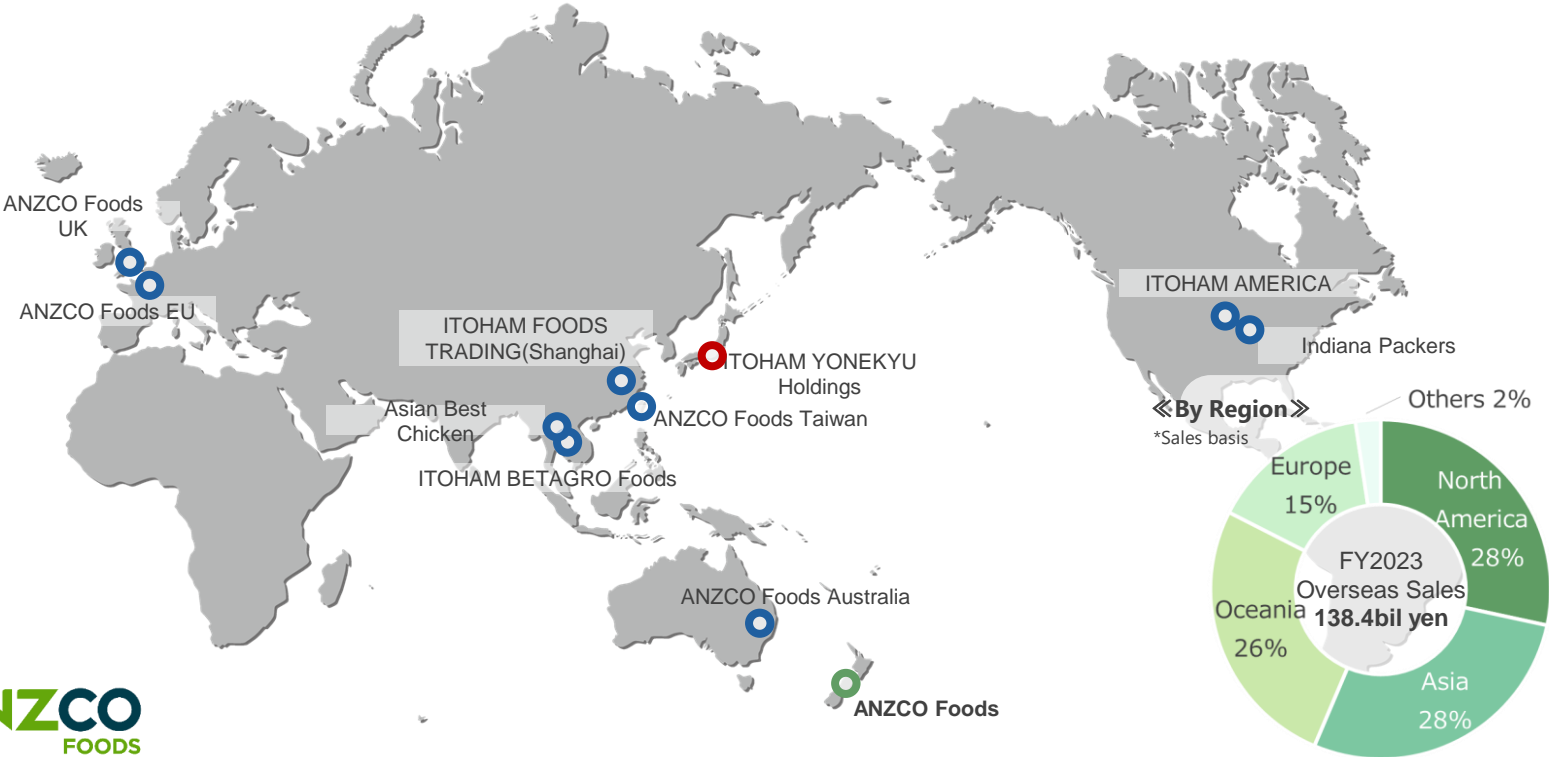 ANZCO Foods
UK
ANZCO Foods EU
ITOHAM FOODS
TRADING(Shanghai)
ITOHAM YONEKYU
Holdings
Asian Best
Chicken
ANZCO Foods Taiwan
ITOHAM BETAGRO Foods
ANZCO Foods Australia
ANZCO Foods
ITOHAM AMERICA
Indiana Packers
≪By Region≫
*Sales basis
Others 2%
Europe
15%
North
America
28%
Oceania
26%
Asia
28%
FY2023
Overseas Sales
138.4bil yen
NZCO
FOODS